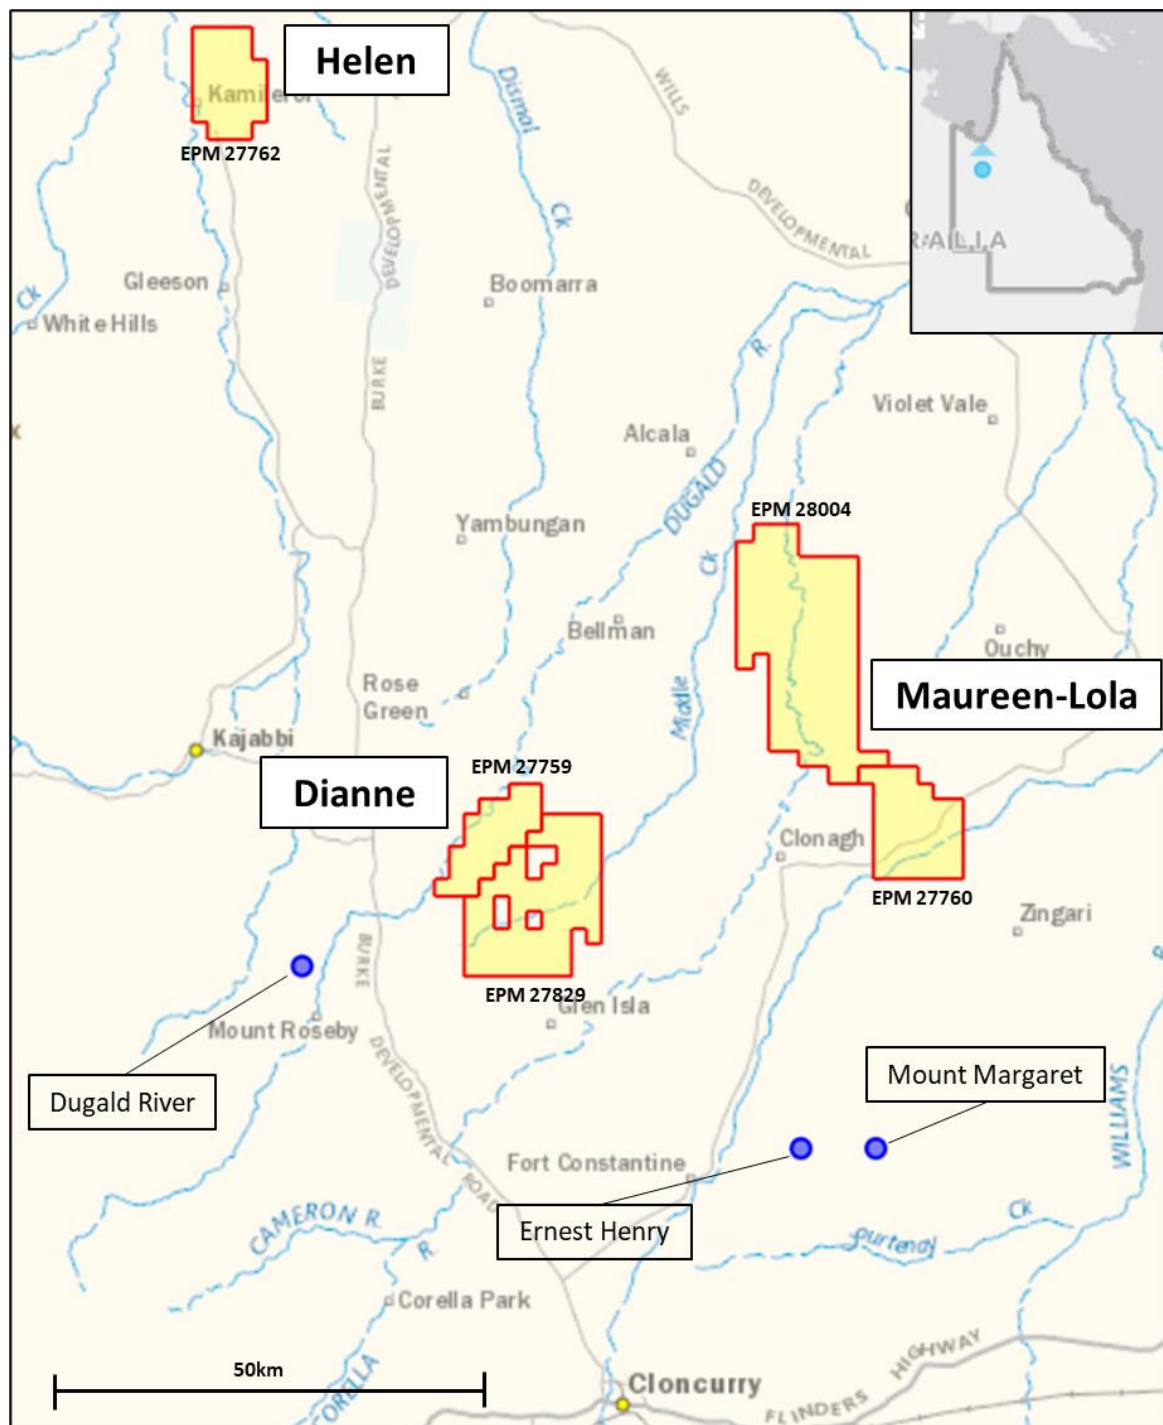 Helen
Dismal
Ck
WILLS
DEVELOPMENTAL
EPM 27762
DEVELOPMENTAL
BURKE
Gleeson
Boomarra
Ck
White Hills
R.
Violet Vale
Alcala
DUGALD
Yambungan
Ck
EPM 28004
Bellman
Ouchy
Rose
Green
Middle
Maureen-Lola
Kajabbi
EPM 27759
Dianne
Clonagh
EPM 27760
Zingari
BURKE
EPM 27829
Glen Isla
Mount Roseby
DEVELOPMENTAL ROAD
Dugald River
Mount Margaret
WILLIAMS
R.
Fort Constantine
CAMERON R.
R.
Ernest Henry
Ck
Corella Park
50km
CORELLA
Cloncurry
FLINDERS
HIGHWAY